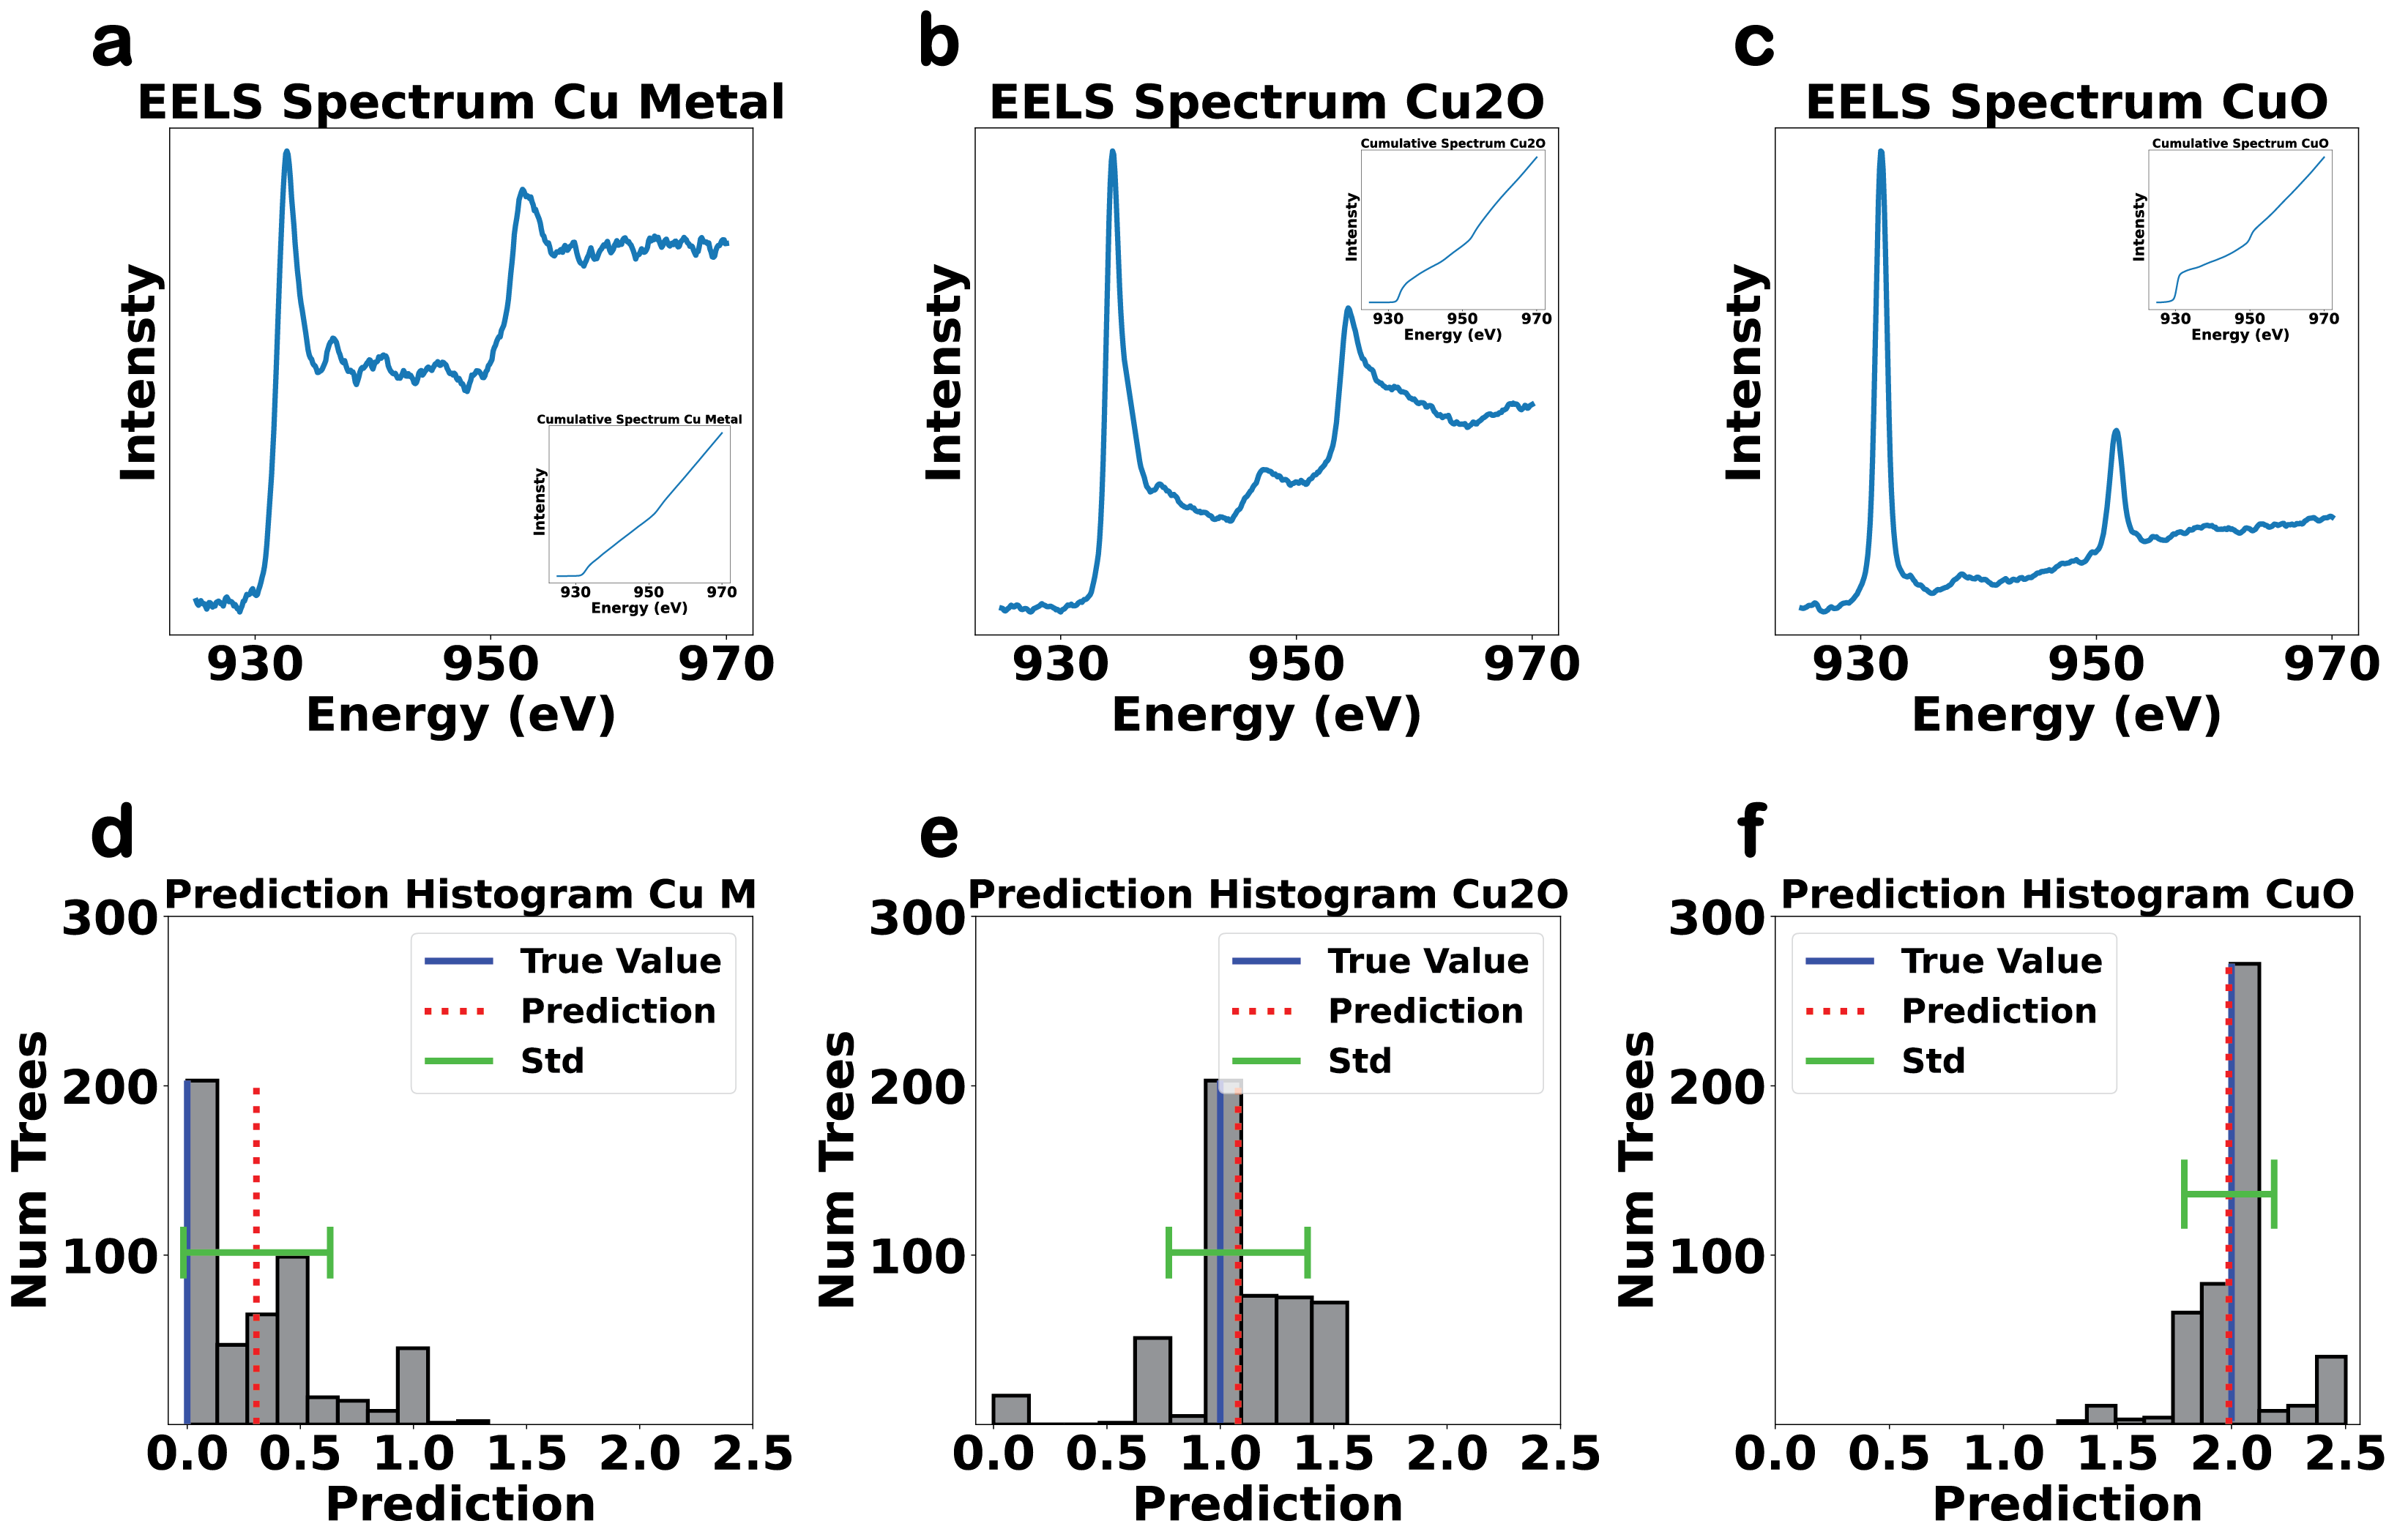 a
EELS Spectrum Cu Metal
Intensty
930 950 970
Energy (eV)
Cumulative Spectrum Cu Metal
Intensty
930 950 970
Energy (eV)
b
EELS Spectrum Cu2O
Intensty
930 950 970
Energy (eV)
Cumulative Spectrum Cu2O
Intensty
930 950 970
Energy (eV)
c
EELS Spectrum CuO
Intensty
930 950 970
Energy (eV)
Cumulative Spectrum CuO
Intensty
930 950 970
Energy (eV)
d
Prediction Histogram Cu M
Num Trees
300
200
100
True Value
Prediction
Std
0.0 0.5 1.0 1.5 2.0 2.5
Prediction
e
Prediction Histogram Cu2O
Num Trees
300
200
100
True Value
Prediction
Std
0.0 0.5 1.0 1.5 2.0 2.5
Prediction
f
Prediction Histogram CuO
Num Trees
300
200
100
True Value
Prediction
Std
0.0 0.5 1.0 1.5 2.0 2.5
Prediction